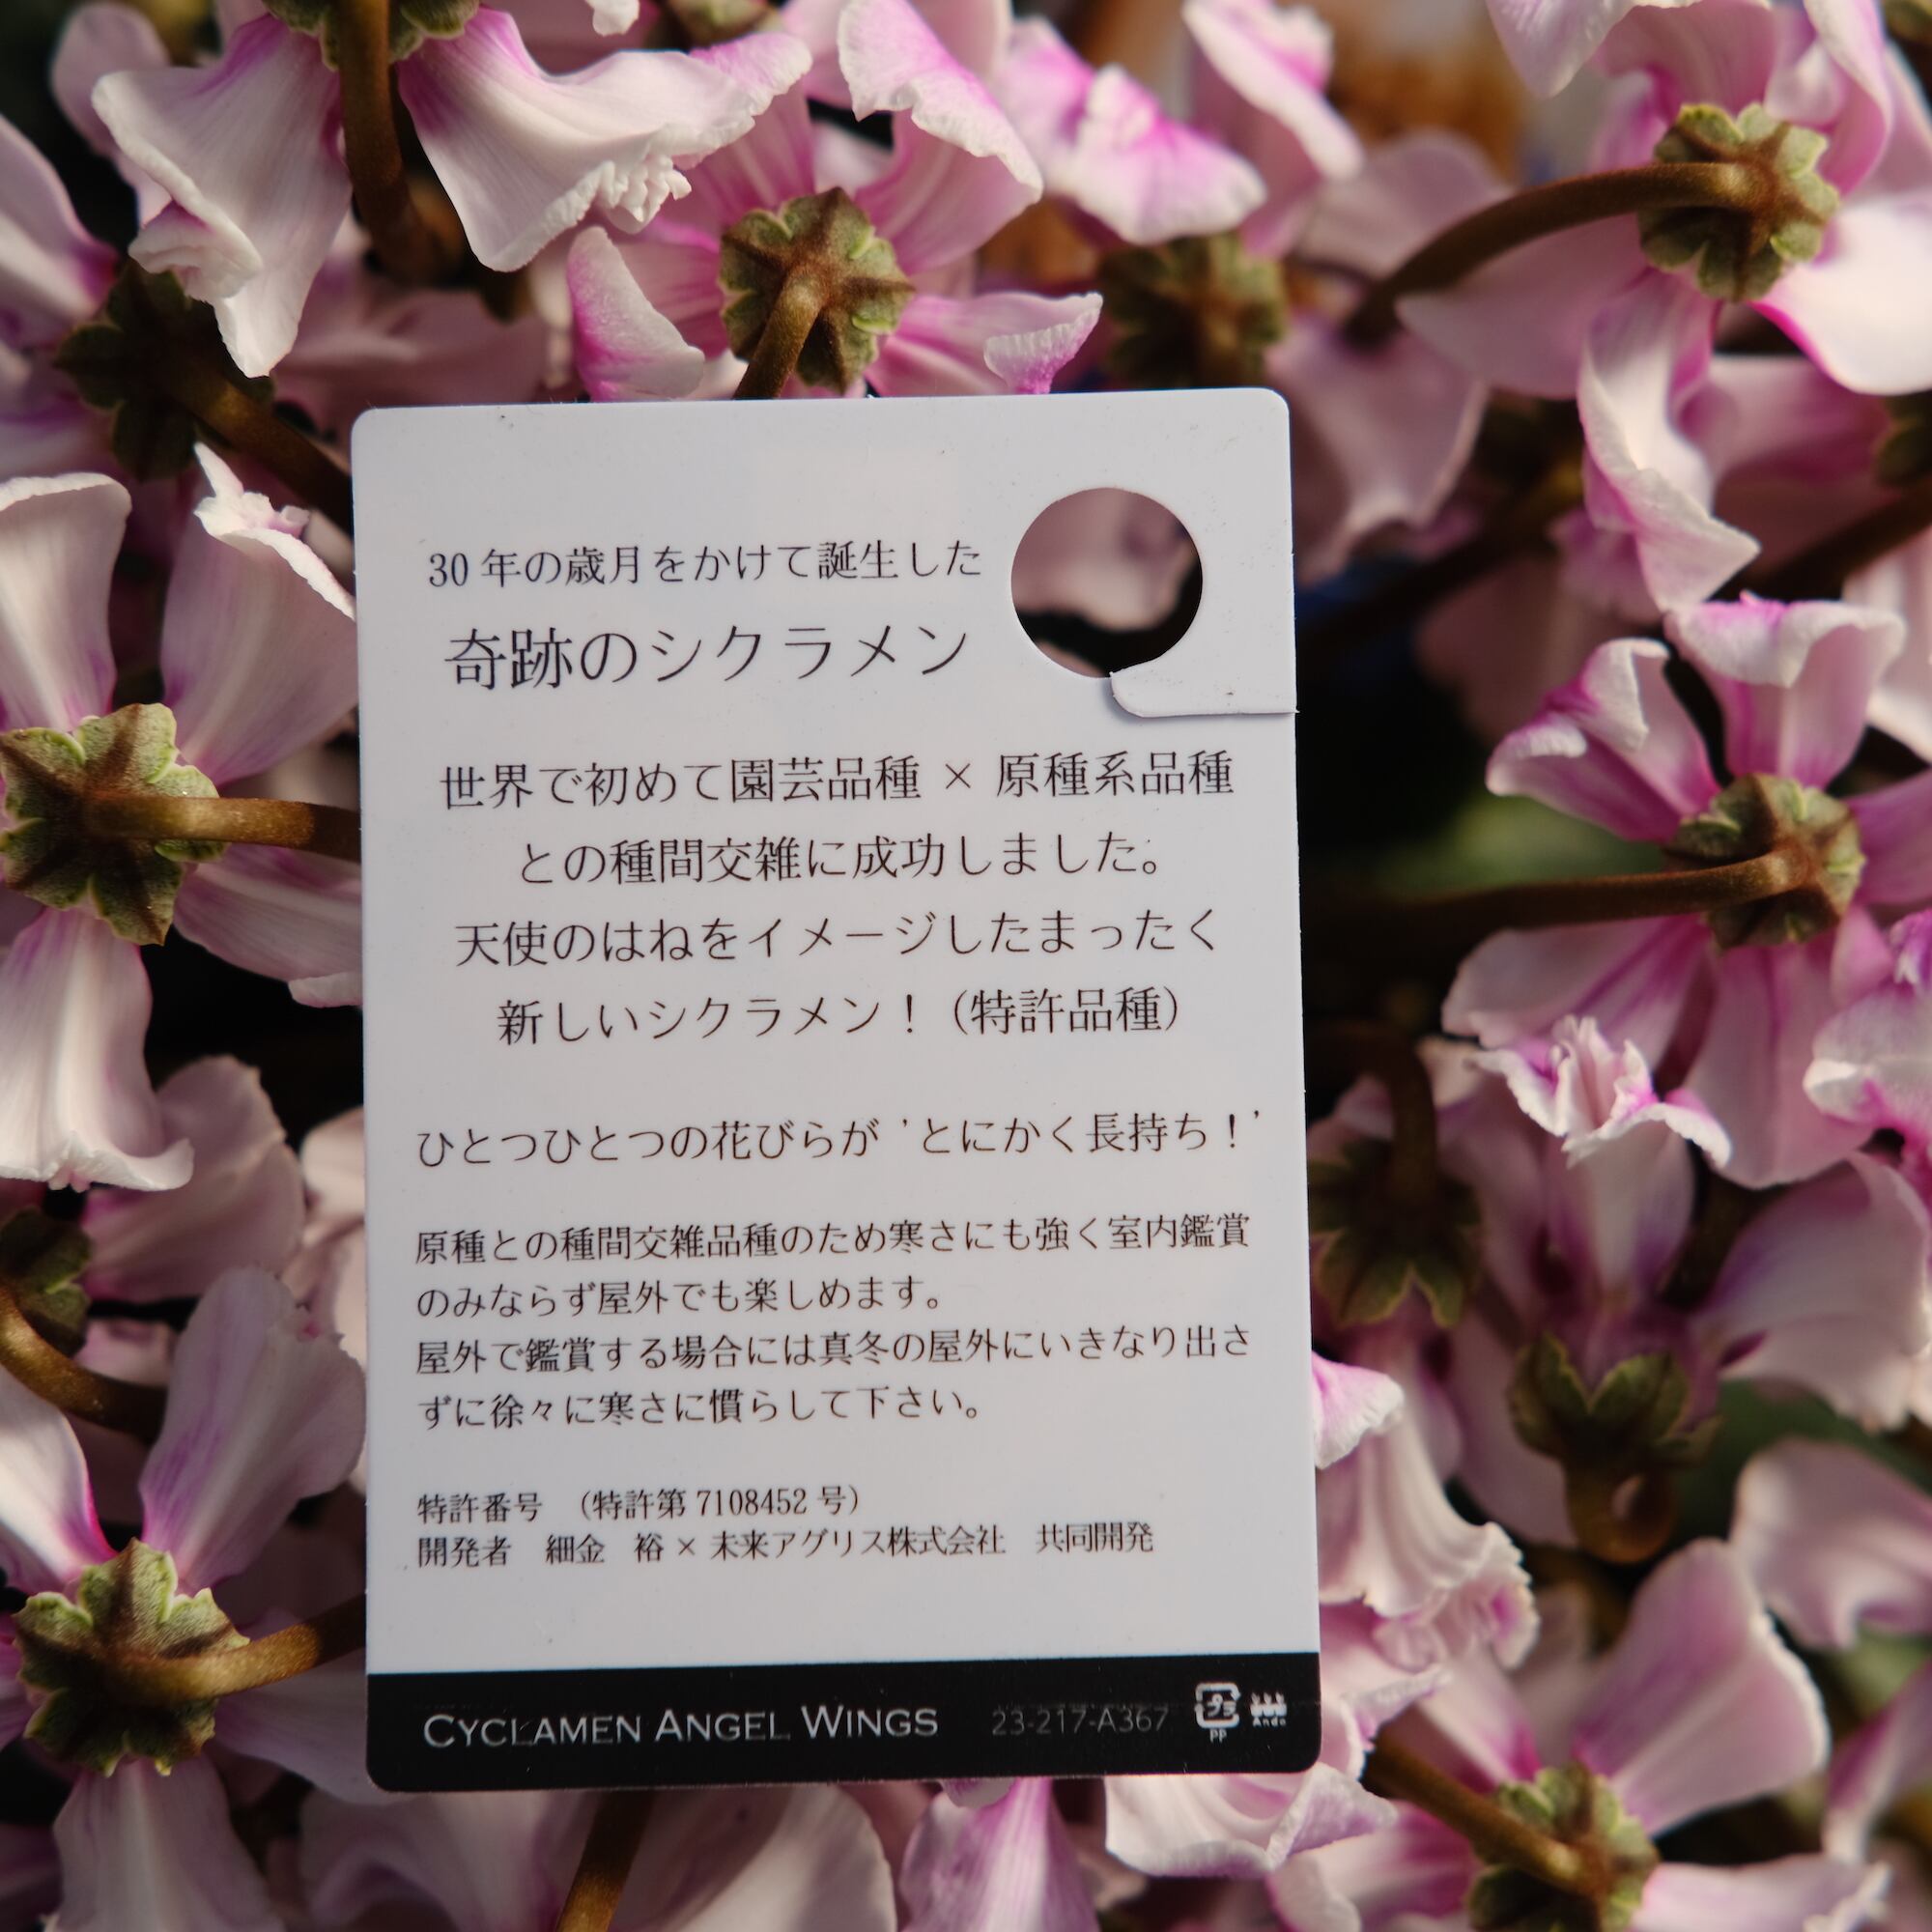 30 年の歳月をかけて誕生した
奇跡のシクラメン
世界で初めて園芸品種 × 原種系品種
との種間交雑に成功しました。
天使のはねをイメージしたまったく
新しいシクラメン！（特許品種）
ひとつひとつの花びらが ’とにかく長持ち！’
原種との種間交雑品種のため寒さにも強く室内鑑賞
のみならず屋外でも楽しめます。
屋外で鑑賞する場合には真冬の屋外にいきなり出さ
ずに徐々に寒さに慣らして下さい。
特許番号　（特許第 7108452 号）
開発者　細金　裕 × 未来アグリス株式会社　共同開発
CYCLAMEN ANGEL WINGS 23-217-A367 プラ Ando
PP